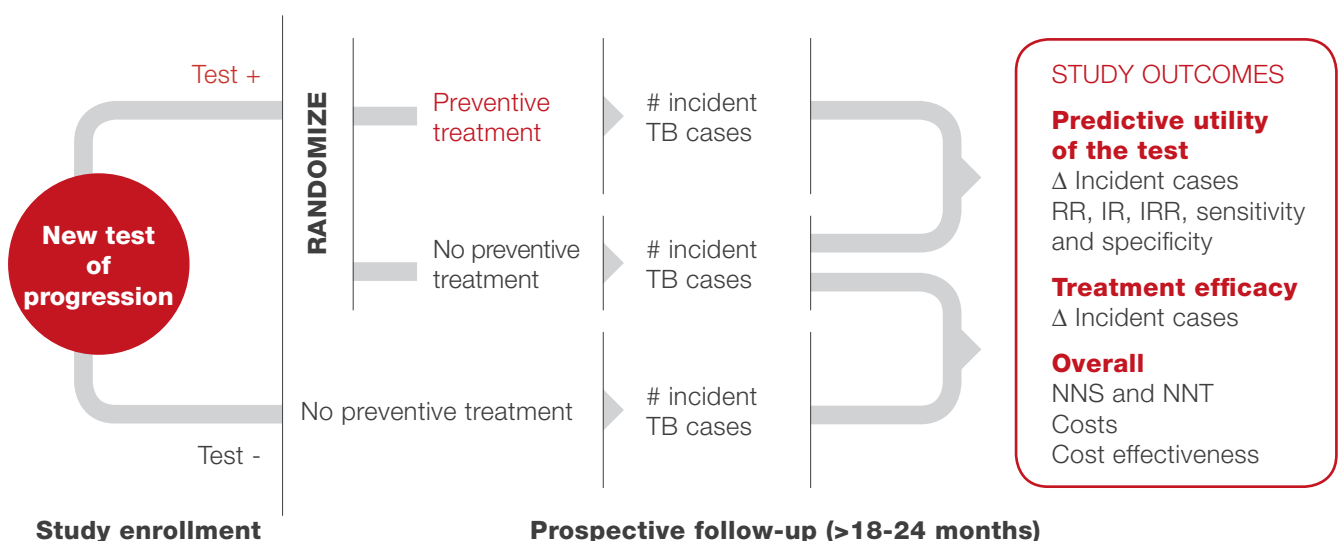 Test +
New test
of
progression
Test -
Study enrollment
RANDOMIZE
Preventive
treatment
# incident
TB cases
No preventive
treatment
# incident
TB cases
No preventive treatment
# incident
TB cases
Prospective follow-up (>18-24 months)
STUDY OUTCOMES
Predictive utility
of the test
Δ Incident cases
RR, IR, IRR, sensitivity
and specificity
Treatment efficacy
Δ Incident cases
Overall
NNS and NNT
Costs
Cost effectiveness